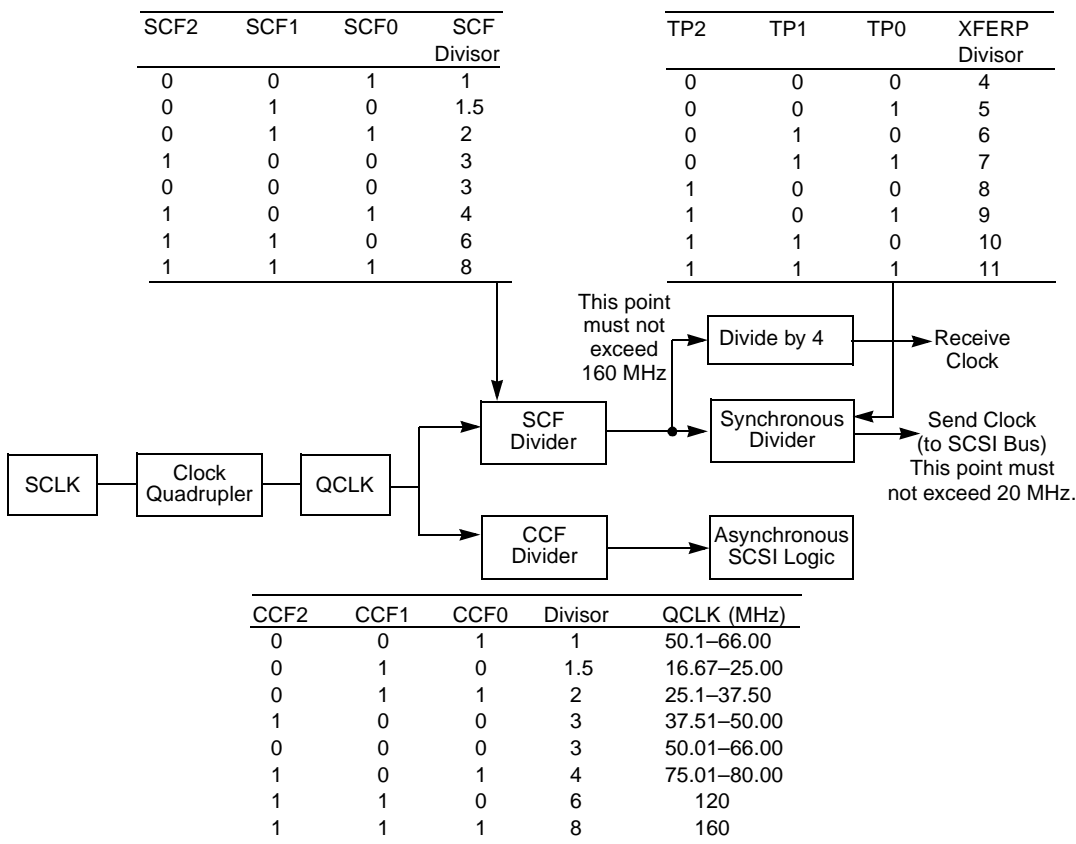 SCF2 SCF1 SCF0 SCF Divisor
0 0 1 1
0 1 0 1.5
0 1 1 2
1 0 0 3
0 0 0 3
1 0 1 4
1 1 0 6
1 1 1 8
TP2 TP1 TP0 XFERP Divisor
0 0 0 4
0 0 1 5
0 1 0 6
0 1 1 7
1 0 0 8
1 0 1 9
1 1 0 10
1 1 1 11
This point
must not
exceed
160 MHz
Divide by 4
Receive
Clock
SCF
Divider
Synchronous
Divider
Send Clock
(to SCSI Bus)
This point must
not exceed 20 MHz.
SCLK
Clock
Quadrupler
QCLK
CCF
Divider
Asynchronous
SCSI Logic
CCF2 CCF1 CCF0 Divisor QCLK (MHz)
0 0 1 1 50.1–66.00
0 1 0 1.5 16.67–25.00
0 1 1 2 25.1–37.50
1 0 0 3 37.51–50.00
0 0 0 3 50.01–66.00
1 0 1 4 75.01–80.00
1 1 0 6 120
1 1 1 8 160